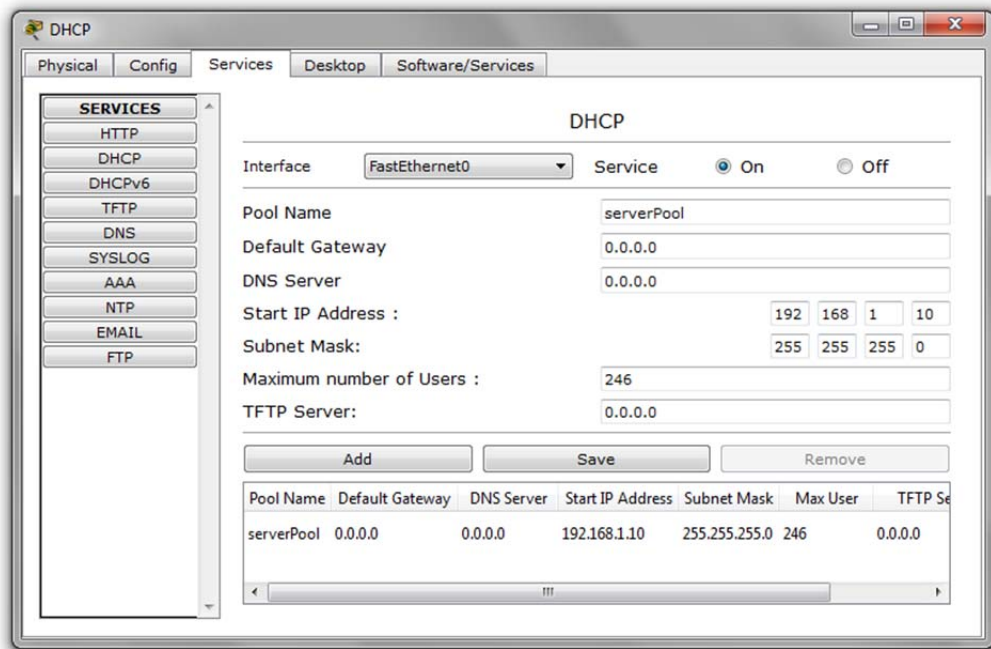 DHCP
Physical Config Services Desktop Software/Services
SERVICES
HTTP
DHCP
DHCPv6
TFTP
DNS
SYSLOG
AAA
NTP
EMAIL
FTP
DHCP
Interface FastEthernet0 Service On Off
Pool Name serverPool
Default Gateway 0.0.0.0
DNS Server 0.0.0.0
Start IP Address : 192 168 1 10
Subnet Mask: 255 255 255 0
Maximum number of Users : 246
TFTP Server: 0.0.0.0
Add Save Remove
Pool Name Default Gateway DNS Server Start IP Address Subnet Mask Max User TFTP Se
serverPool 0.0.0.0 0.0.0.0 192.168.1.10 255.255.255.0 246 0.0.0.0